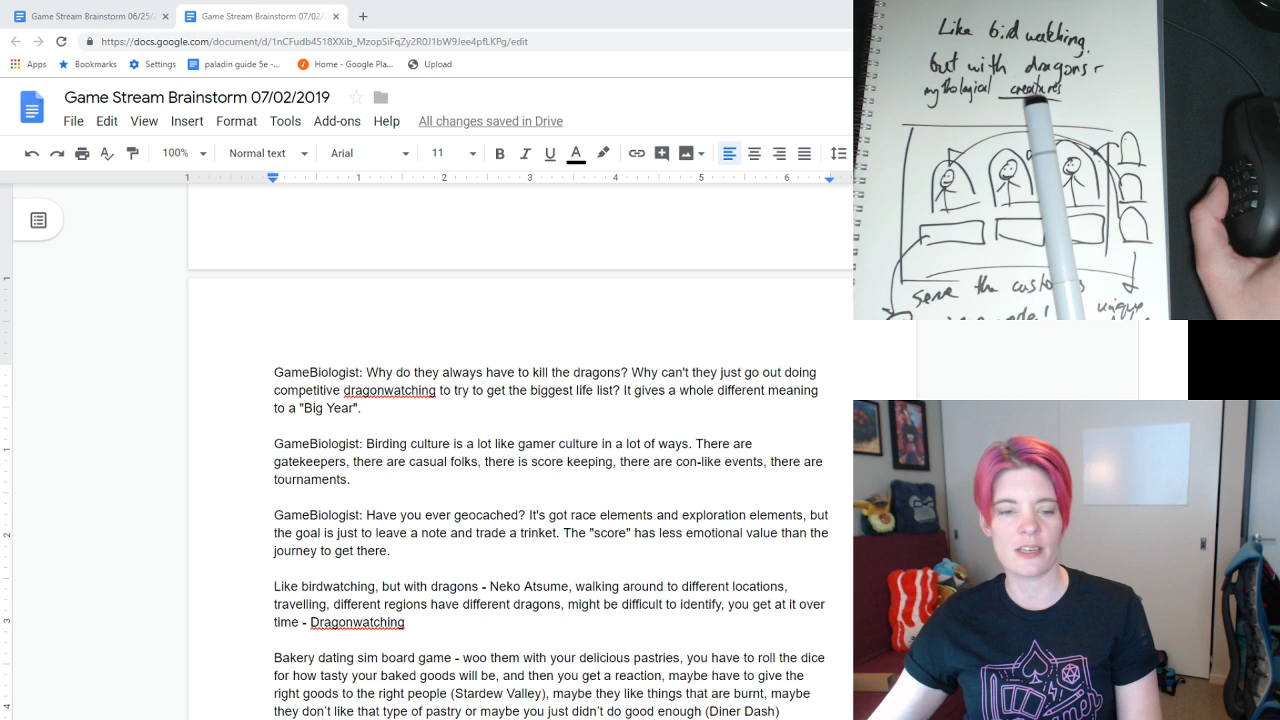 Game Stream Brainstorm 06/25/
Game Stream Brainstorm 07/02/
https://docs.google.com/document/d/1nCFudb4518XXib_MzopSiFqZy2R0J1bW9Jee4pfLKPg/edit
Apps
Bookmarks
Settings
paladin guide 5e -...
Home - Google Pla...
Upload
Game Stream Brainstorm 07/02/2019
File Edit View Insert Format Tools Add-ons Help All changes saved in Drive
100% Normal text Arial 11
1 1 2 3 4 5 6
GameBiologist: Why do they always have to kill the dragons? Why can't they just go out doing
competitive dragonwatching to try to get the biggest life list? It gives a whole different meaning
to a "Big Year".
GameBiologist: Birding culture is a lot like gamer culture in a lot of ways. There are
gatekeepers, there are casual folks, there is score keeping, there are con-like events, there are
tournaments.
GameBiologist: Have you ever geocached? It's got race elements and exploration elements, but
the goal is just to leave a note and trade a trinket. The "score" has less emotional value than the
journey to get there.
Like birdwatching, but with dragons - Neko Atsume, walking around to different locations,
travelling, different regions have different dragons, might be difficult to identify, you get at it over
time - Dragonwatching
Bakery dating sim board game - woo them with your delicious pastries, you have to roll the dice
for how tasty your baked goods will be, and then you get a reaction, maybe have to give the
right goods to the right people (Stardew Valley), maybe they like things that are burnt, maybe
they don't like that type of pastry or maybe you just didn't do good enough (Diner Dash)
Like bird watching,
but with dragons
mythological creatures
serve the
unique